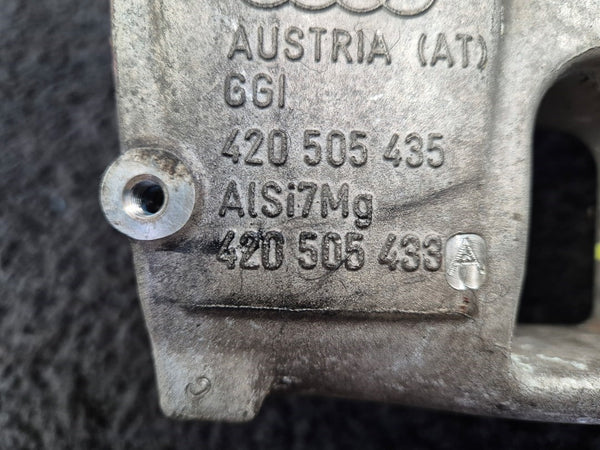 AUSTRIA (AT)
GGI
420 505 435
AlSi7Mg
420 505 433 A